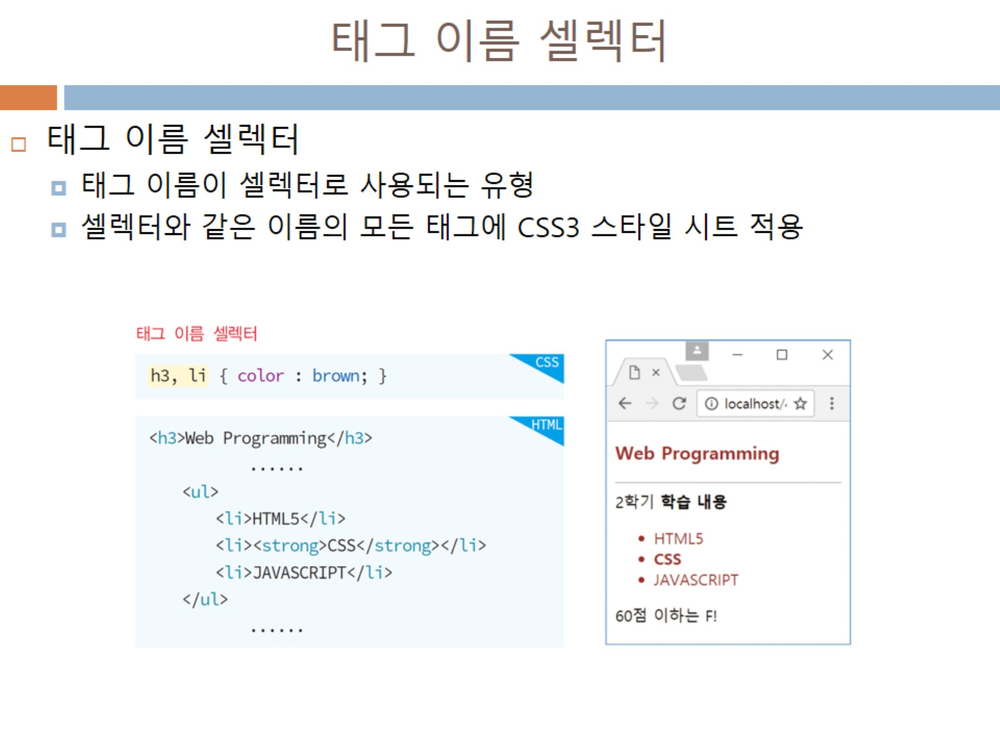 태그 이름 셀렉터
태그 이름 셀렉터
태그 이름이 셀렉터로 사용되는 유형
셀렉터와 같은 이름의 모든 태그에 CSS3 스타일 시트 적용
태그 이름 셀렉터
CSS
h3, li { color : brown; }
HTML
<h3>Web Programming</h3>
......
<ul>
<li>HTML5</li>
<li><strong>CSS</strong></li>
<li>JAVASCRIPT</li>
</ul>
......
localhost/
Web Programming
2학기 학습 내용
• HTML5
• CSS
• JAVASCRIPT
60점 이하는 F!